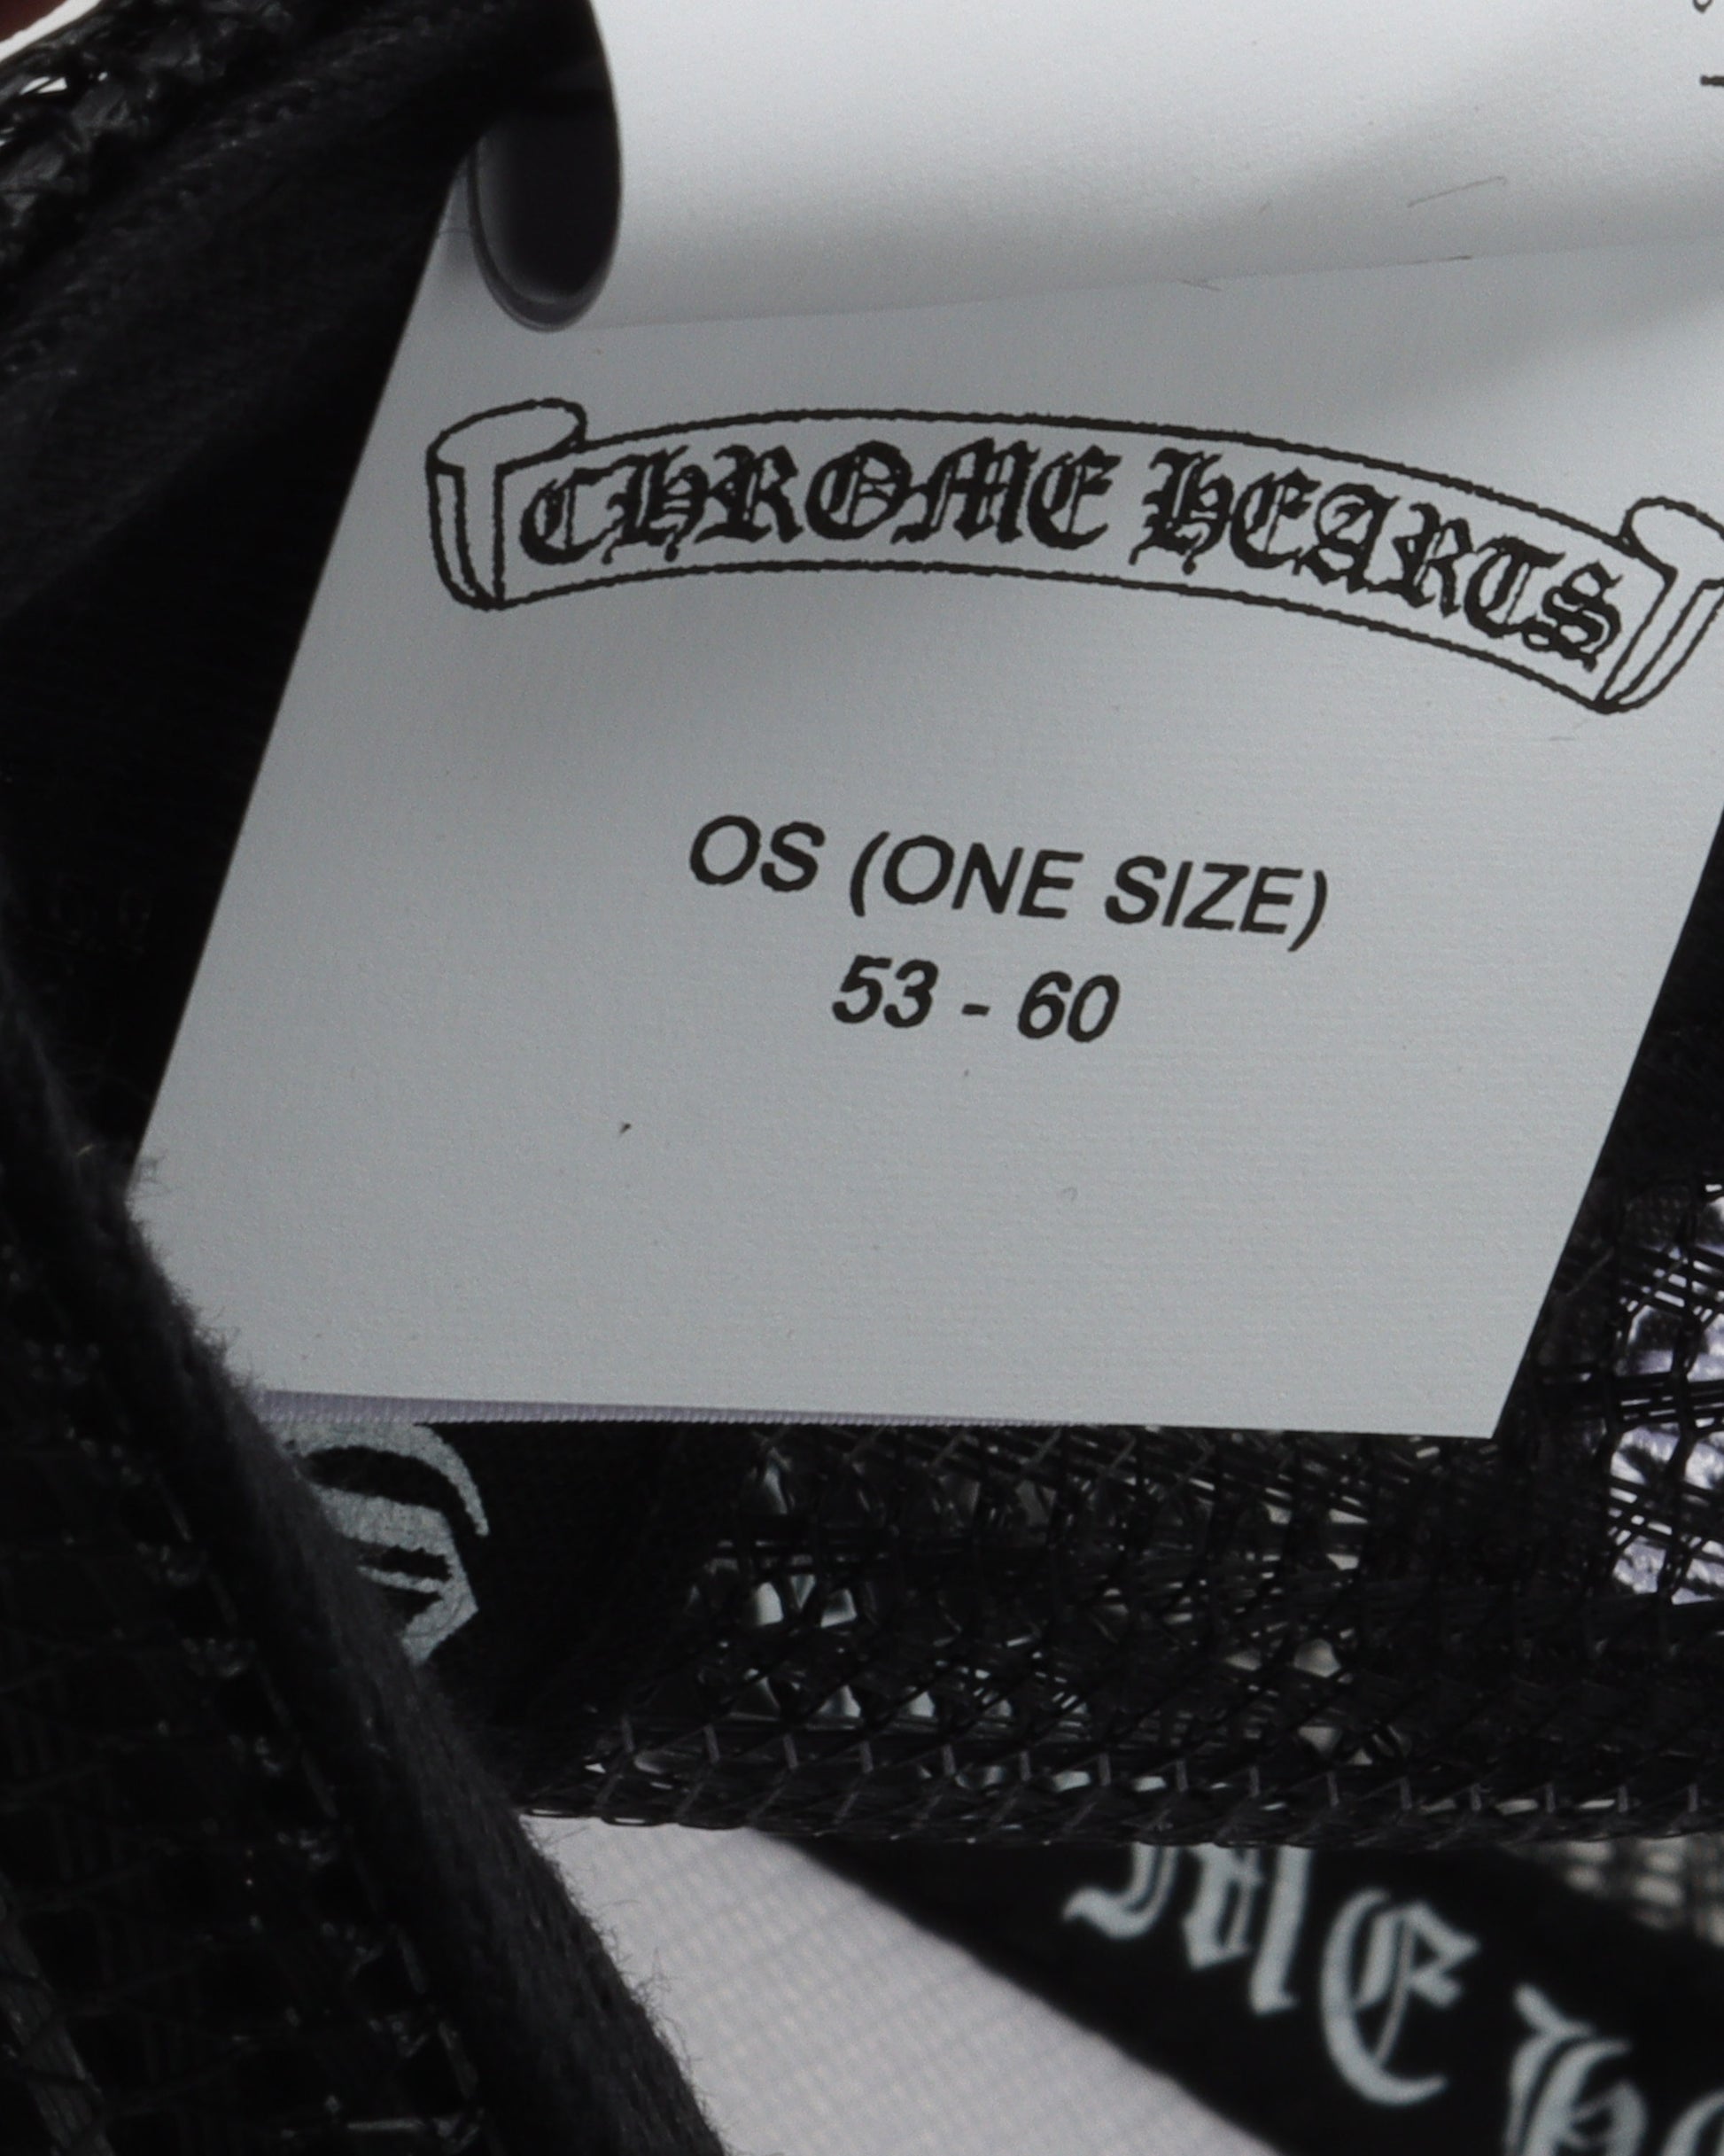 CHROME HEARTS
OS (ONE SIZE)
53 - 60